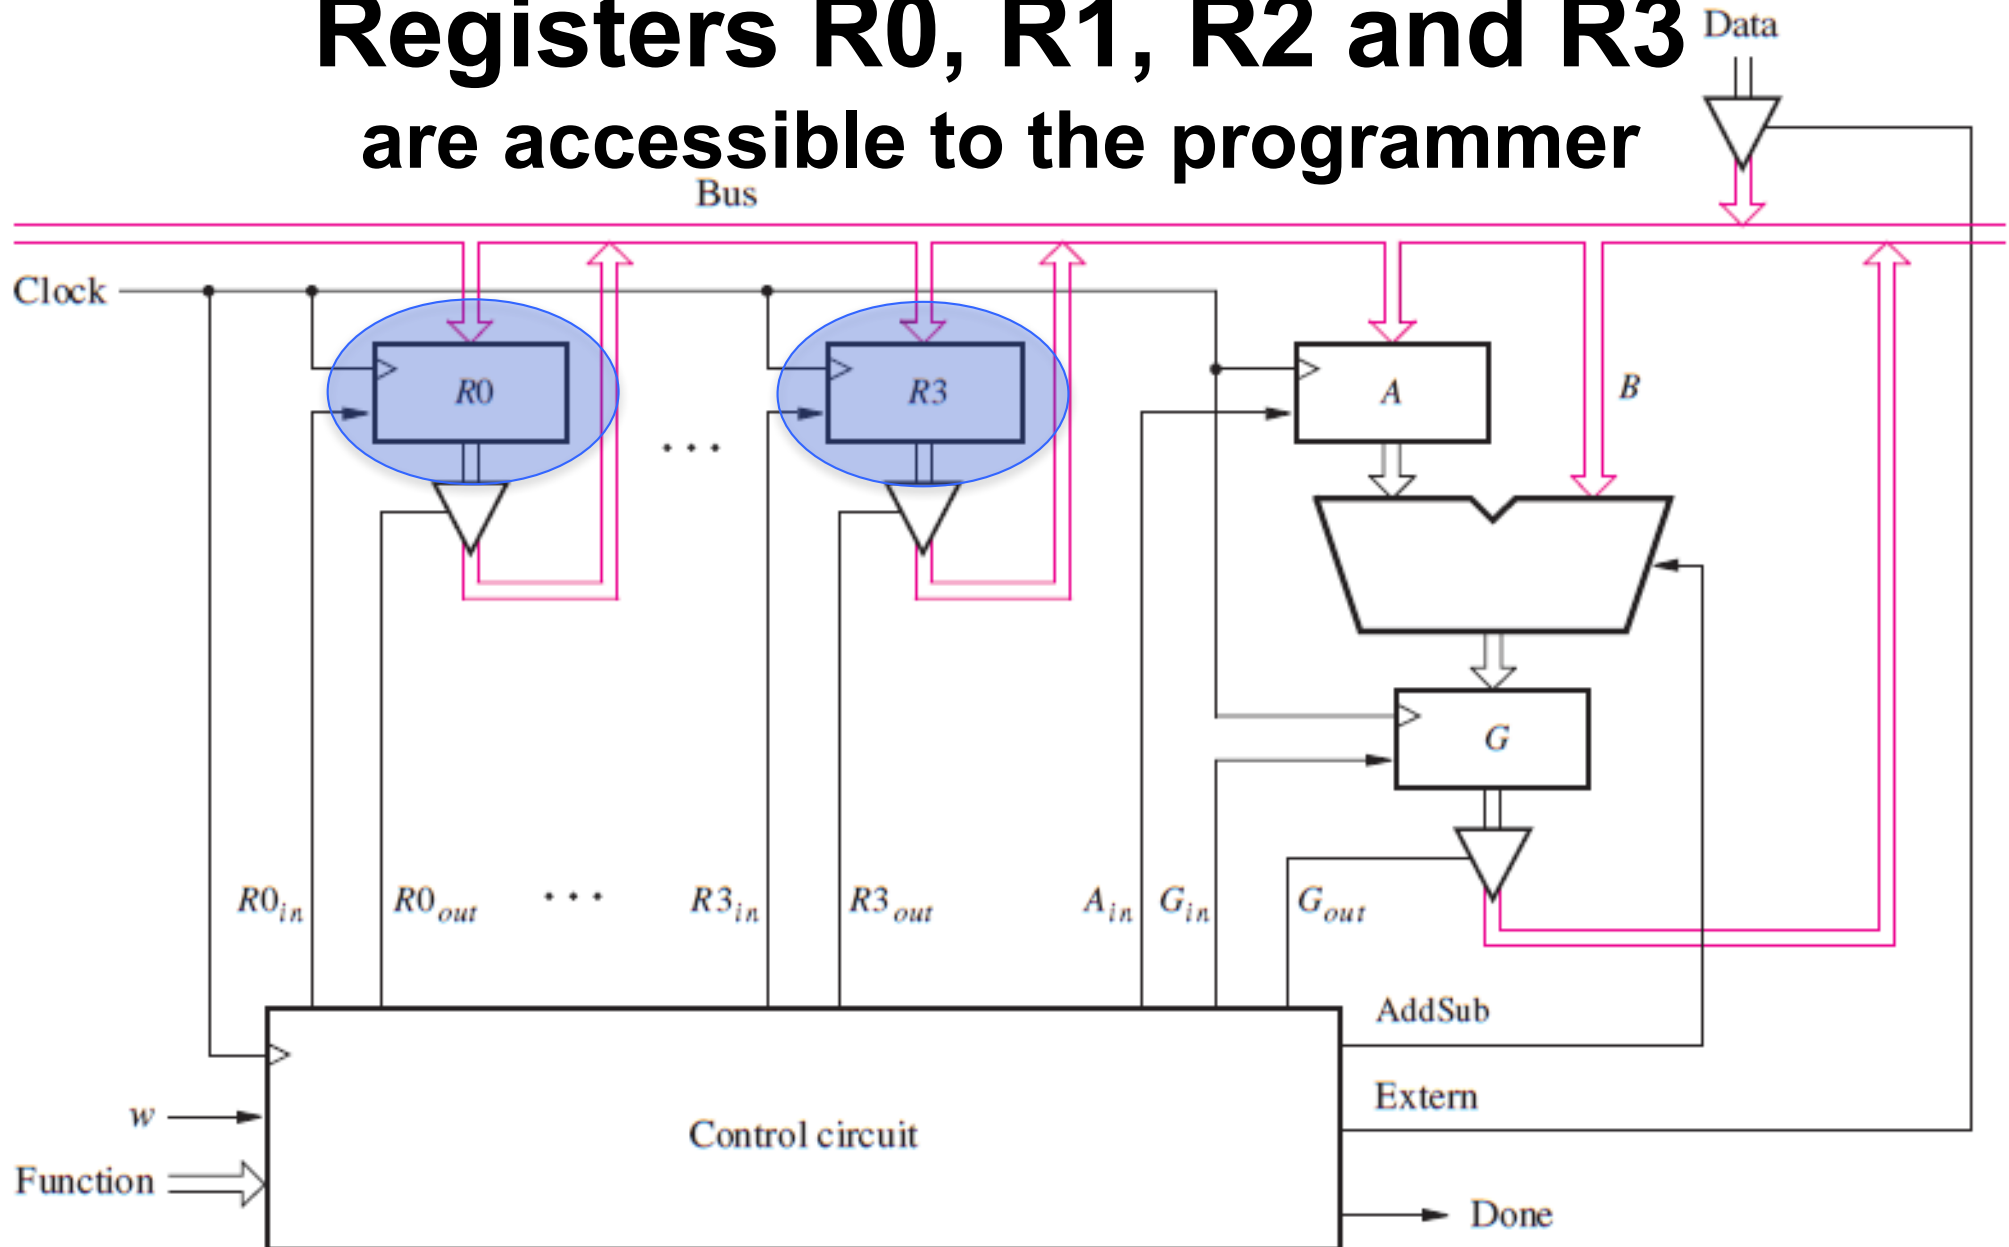 Registers R0, R1, R2 and R3
are accessible to the programmer
Data
Bus
Clock
R0
...
R3
A
B
G
R0in
R0out
...
R3in
R3out
Ain
Gin
Gout
AddSub
Extern
w
Control circuit
Function
Done